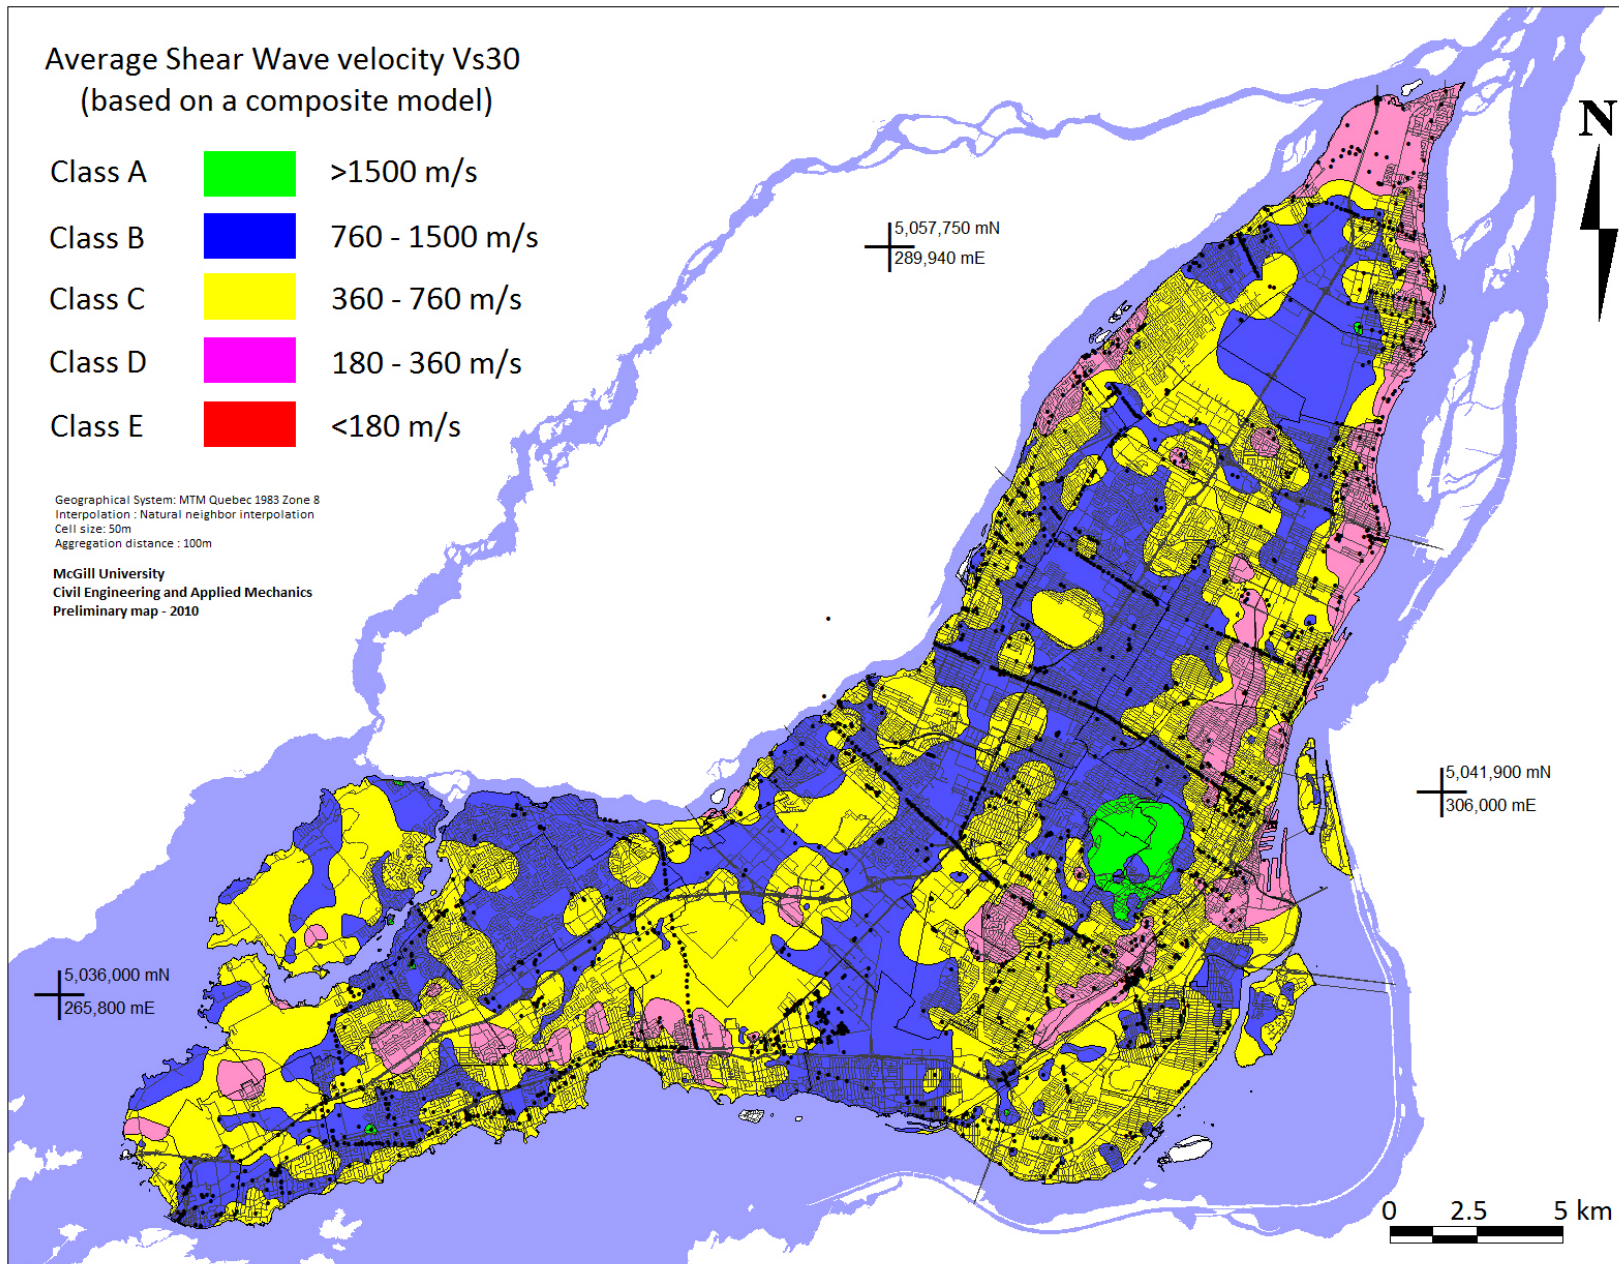 Average Shear Wave velocity Vs30
(based on a composite model)
Class A >1500 m/s
Class B 760 - 1500 m/s
Class C 360 - 760 m/s
Class D 180 - 360 m/s
Class E <180 m/s
Geographical System: MTM Quebec 1983 Zone 8
Interpolation : Natural neighbor interpolation
Cell size: 50m
Aggregation distance : 100m
McGill University
Civil Engineering and Applied Mechanics
Preliminary map - 2010
N
5,057,750 mN
289,940 mE
5,041,900 mN
306,000 mE
5,036,000 mN
265,800 mE
0 2.5 5 km